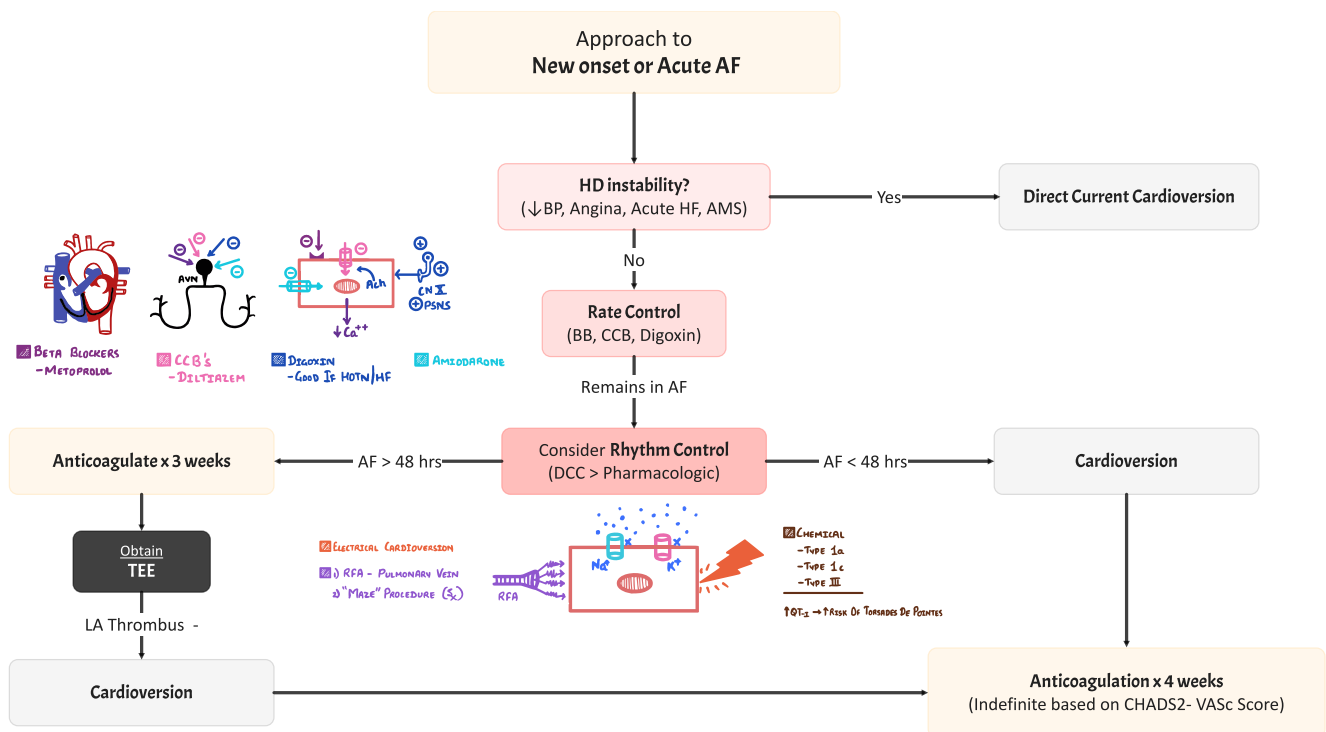 Approach to
New onset or Acute AF
HD instability?
(↓BP, Angina, Acute HF, AMS)
Yes
Direct Current Cardioversion
No
Rate Control
(BB, CCB, Digoxin)
Remains in AF
AVN
Ach
CN X
PSNS
↓Ca++
Beta Blockers
-Metoprolol
CCB's
-Diltiazem
Digoxin
-Good If HOTN/HF
Amiodarone
Anticoagulate x 3 weeks
AF > 48 hrs
Consider Rhythm Control
(DCC > Pharmacologic)
AF < 48 hrs
Cardioversion
Obtain
TEE
LA Thrombus -
Cardioversion
Electrical Cardioversion
1) RFA - Pulmonary Vein
2) "Maze" Procedure (Sx)
RFA
Na+
K+
Chemical
-Type 1a
-Type 1c
-Type III
↑QT-I → ↑Risk Of Torsades De Pointes
Anticoagulation x 4 weeks
(Indefinite based on CHADS2- VASc Score)